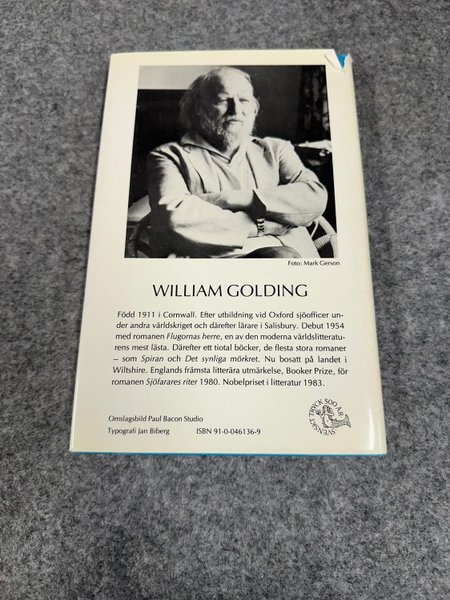 Foto: Mark Gerson
WILLIAM GOLDING
Född 1911 i Cornwall. Efter utbildning vid Oxford sjöofficer un-
der andra världskriget och därefter lärare i Salisbury. Debut 1954
med romanen Flugornas herre, en av den moderna världslitteratu-
rens mest lästa. Därefter ett tiotal böcker, de flesta stora romaner
– som Spiran och Det synliga mörkret. Nu bosatt på landet i
Wiltshire. Englands främsta litterära utmärkelse, Booker Prize, för
romanen Sjöfarares riter 1980. Nobelpriset i litteratur 1983.
Omslagsbild Paul Bacon Studio
Typografi Jan Biberg ISBN 91-0-046136-9
SVENSKT TRYCK 500 ÅR